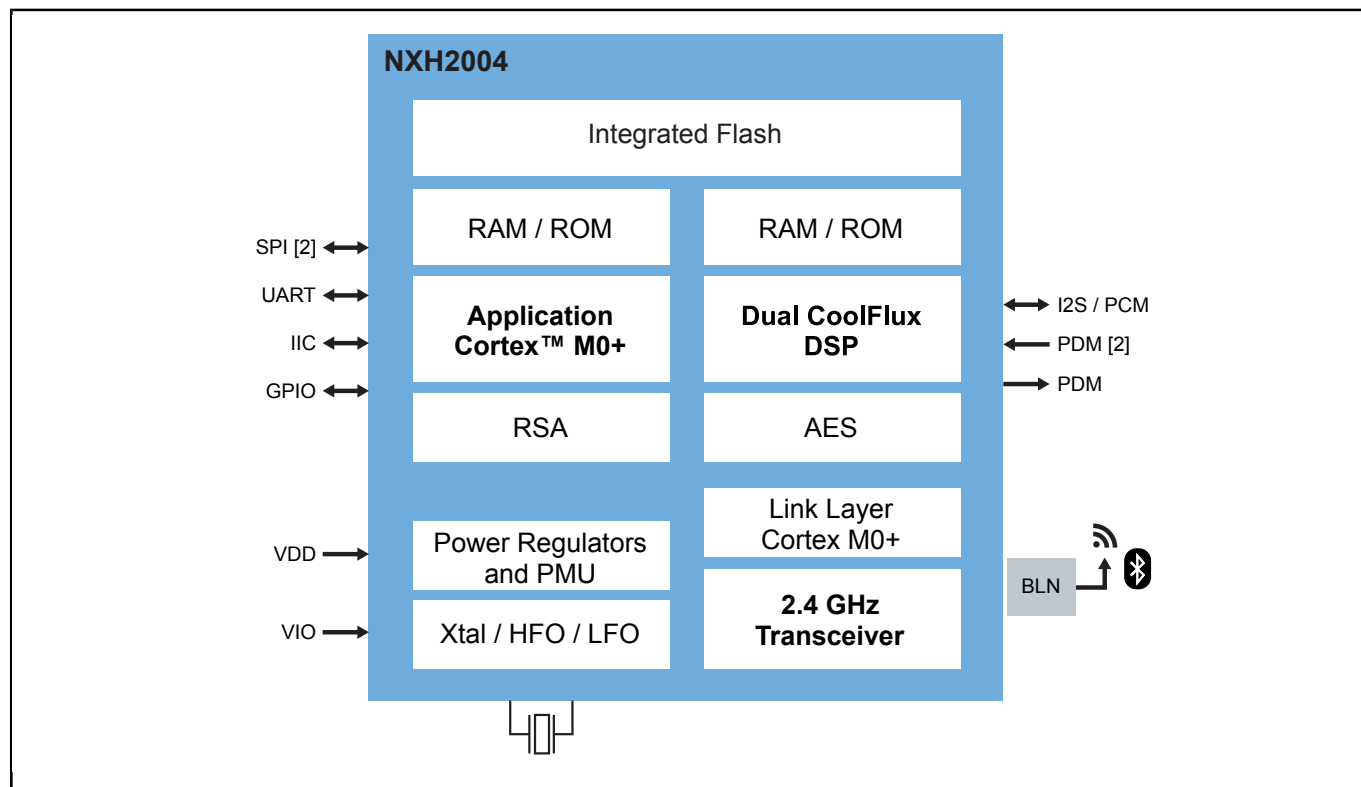 NXH2004
Integrated Flash
RAM / ROM
RAM / ROM
SPI [2]
UART
IIC
GPIO
Application
Cortex™ M0+
Dual CoolFlux
DSP
I2S / PCM
PDM [2]
PDM
RSA
AES
Link Layer
Cortex M0+
VDD
Power Regulators
and PMU
BLN
2.4 GHz
Transceiver
VIO
Xtal / HFO / LFO